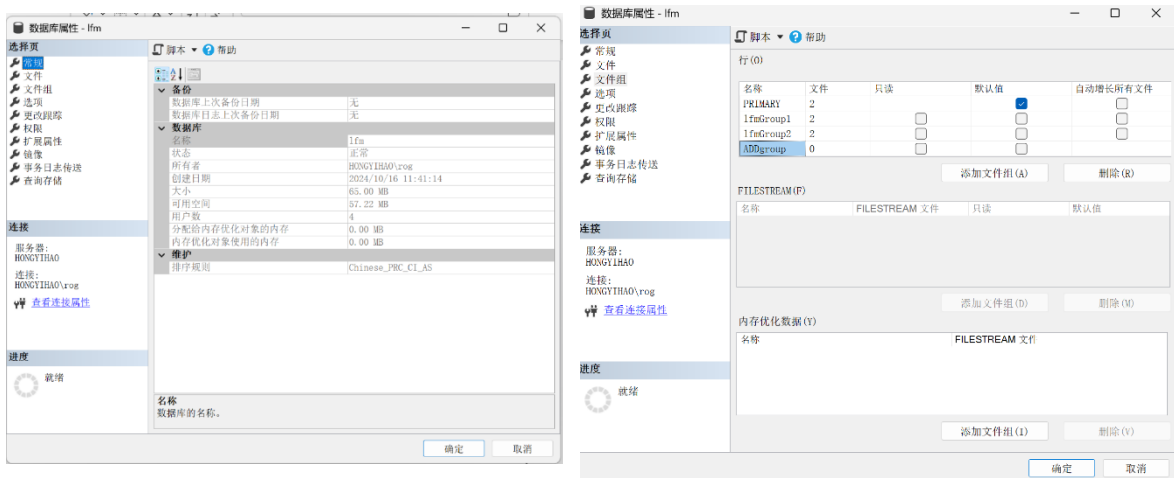 数据库属性 - lfm
选择页
常规
文件
文件组
选项
更改跟踪
权限
扩展属性
镜像
事务日志传送
查询存储
连接
服务器:
HONGYIHAO
连接:
HONGYIHAO\rog
查看连接属性
进度
就绪
脚本 帮助
备份
数据库上次备份日期 无
数据库日志上次备份日期 无
数据库
名称 lfm
状态 正常
所有者 HONGYIHAO\rog
创建日期 2024/10/16 11:41:14
大小 65.00 MB
可用空间 57.22 MB
用户数 4
分配给内存优化对象的内存 0.00 MB
内存优化对象使用的内存 0.00 MB
维护
排序规则 Chinese_PRC_CI_AS
名称
数据库的名称。
确定 取消
数据库属性 - lfm
选择页
常规
文件
文件组
选项
更改跟踪
权限
扩展属性
镜像
事务日志传送
查询存储
连接
服务器:
HONGYIHAO
连接:
HONGYIHAO\rog
查看连接属性
进度
就绪
脚本 帮助
行(O)
名称 文件 只读 默认值 自动增长所有文件
PRIMARY 2
lfmGroup1 2
lfmGroup2 2
ADDgroup 0
添加文件组(A) 删除(R)
FILESTREAM(F)
名称 FILESTREAM 文件 只读 默认值
添加文件组(D) 删除(M)
内存优化数据(Y)
名称 FILESTREAM 文件
添加文件组(I) 删除(V)
确定 取消